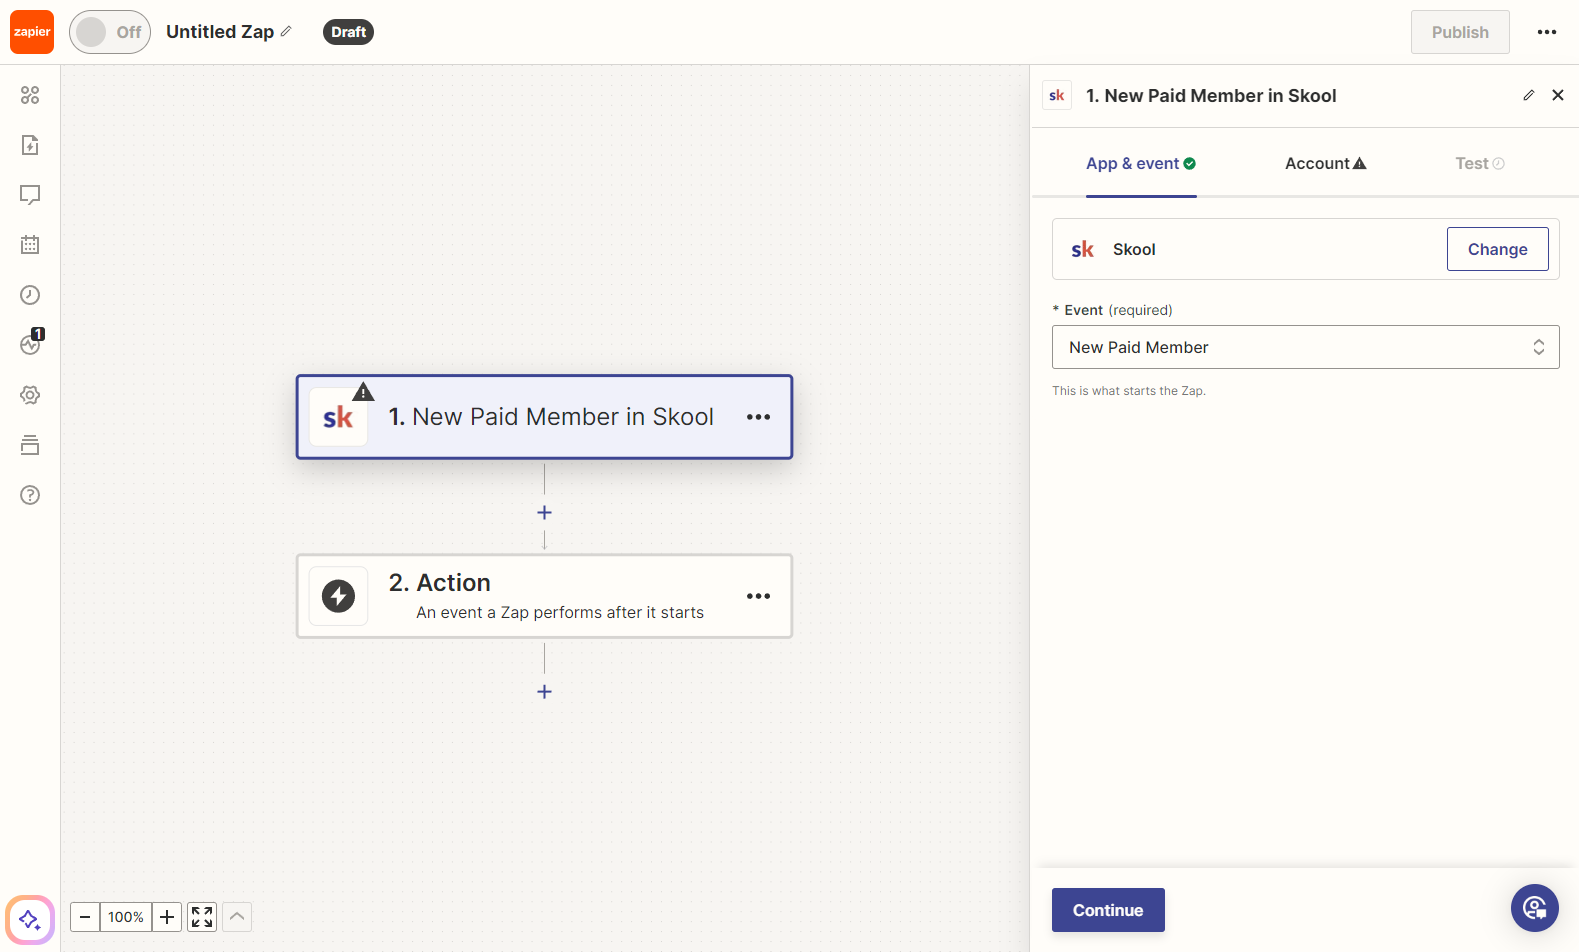 zapier
Off
Untitled Zap
Draft
Publish
1
sk
1. New Paid Member in Skool
App & event
Account
Test
sk
Skool
Change
* Event (required)
New Paid Member
This is what starts the Zap.
sk
1. New Paid Member in Skool
2. Action
An event a Zap performs after it starts
100%
Continue